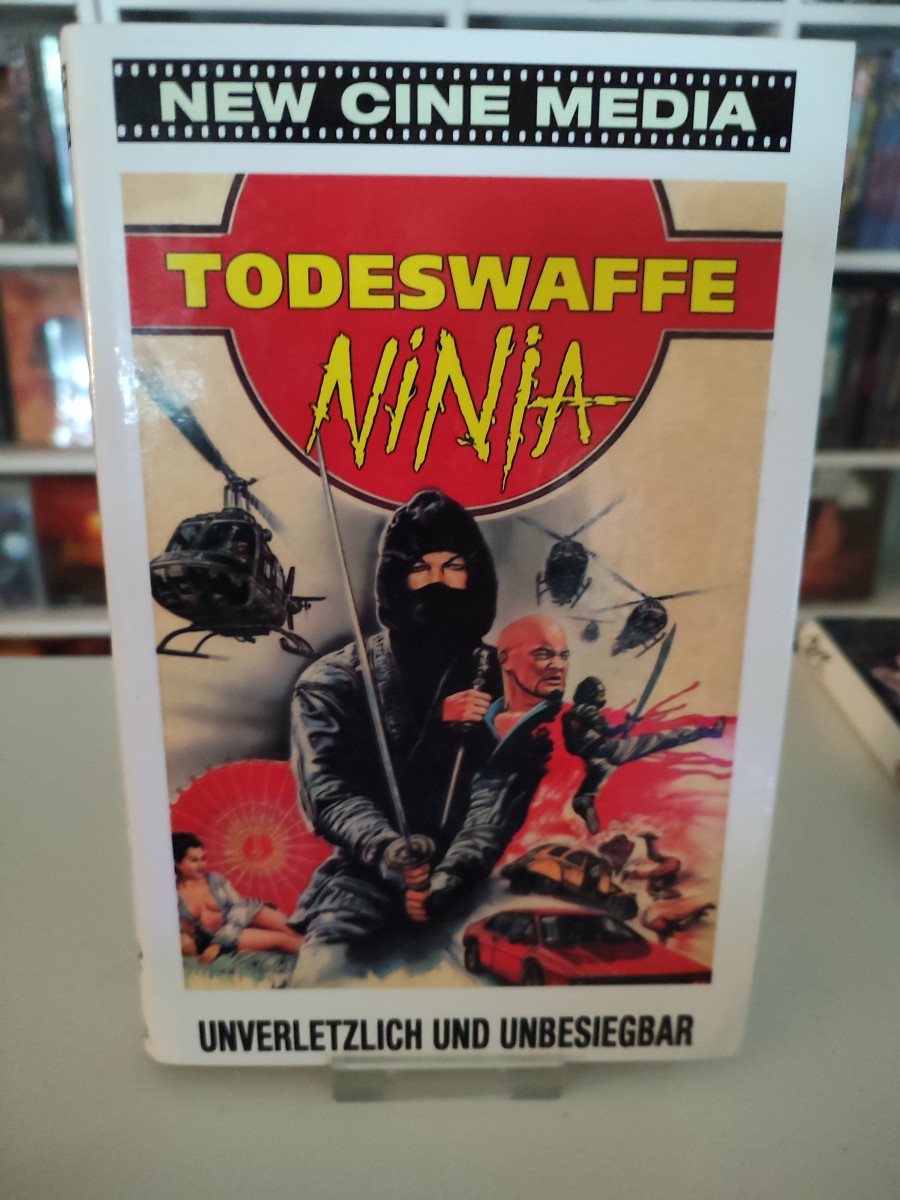 NEW CINE MEDIA
TODESWAFFE
NiNJA
UNVERLETZLICH UND UNBESIEGBAR